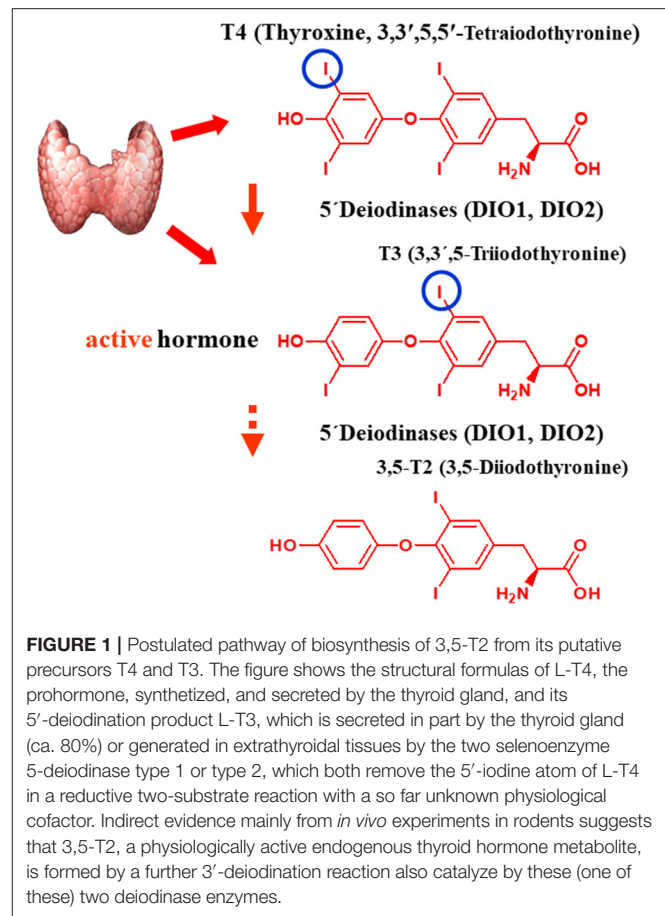 T4 (Thyroxine, 3,3′,5,5′-Tetraiodothyronine)
I I
HO O O
I I H₂N OH
5´Deiodinases (DIO1, DIO2)
T3 (3,3´,5-Triiodothyronine)
I
active hormone HO O O
I I H₂N OH
5´Deiodinases (DIO1, DIO2)
3,5-T2 (3,5-Diiodothyronine)
I
HO O O
I H₂N OH
FIGURE 1 | Postulated pathway of biosynthesis of 3,5-T2 from its putative
precursors T4 and T3. The figure shows the structural formulas of L-T4, the
prohormone, synthetized, and secreted by the thyroid gland, and its
5′-deiodination product L-T3, which is secreted in part by the thyroid gland
(ca. 80%) or generated in extrathyroidal tissues by the two selenoenzyme
5-deiodinase type 1 or type 2, which both remove the 5′-iodine atom of L-T4
in a reductive two-substrate reaction with a so far unknown physiological
cofactor. Indirect evidence mainly from in vivo experiments in rodents suggests
that 3,5-T2, a physiologically active endogenous thyroid hormone metabolite,
is formed by a further 3′-deiodination reaction also catalyze by these (one of
these) two deiodinase enzymes.